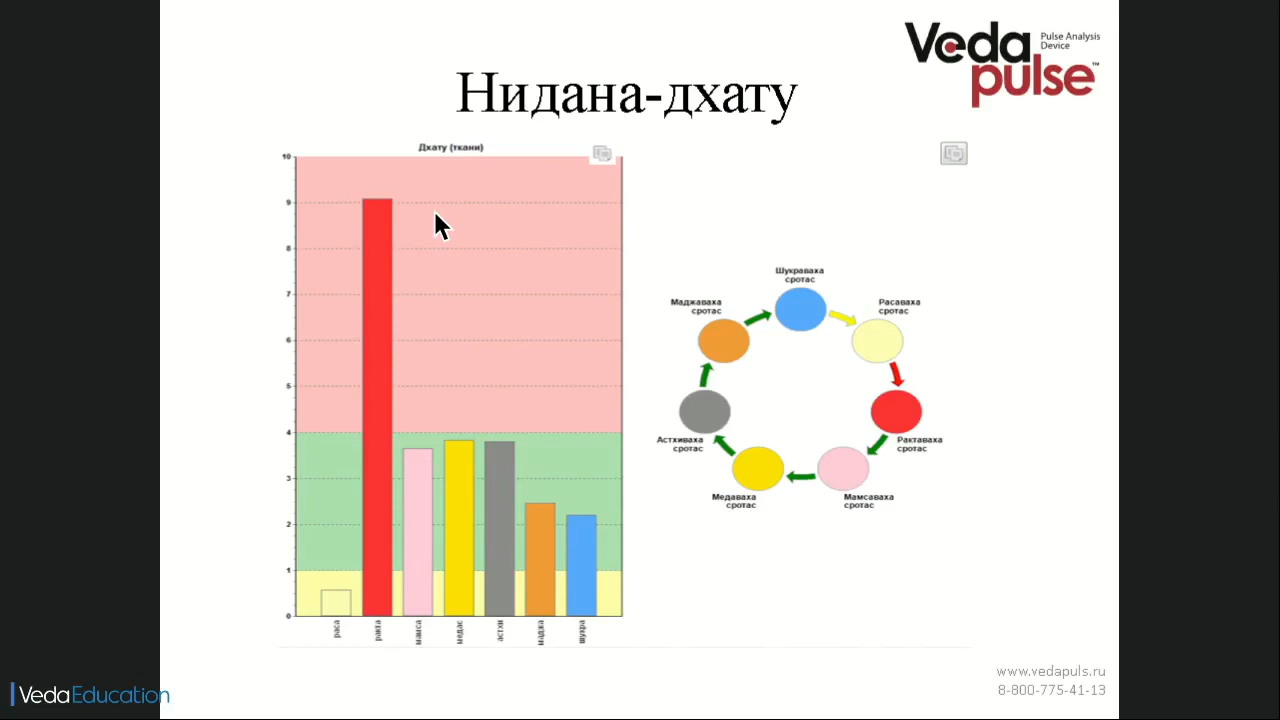 Veda
pulse™
Pulse Analysis
Device
Нидана-дхату
Дхату (ткани)
10
9
8
7
6
5
4
3
2
1
0
раса
ракта
мамса
медас
астхи
маджа
шукра
Шукраваха
сротас
Расаваха
сротас
Рактаваха
сротас
Мамсаваха
сротас
Медаваха
сротас
Астхиваха
сротас
Маджаваха
сротас
www.vedapuls.ru
8-800-775-41-13
VedaEducation